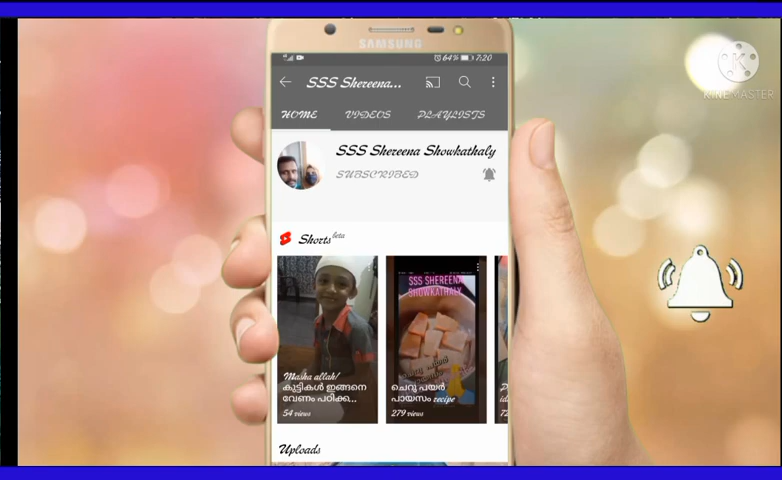 SAMSUNG
64% 7:20
SSS Shereena...
HOME VIDEOS PLAYLISTS
SSS Shereena Showkathaly
SUBSCRIBED
Shorts beta
SSS SHEREENA
SHOWKATHALY
Masha allah!
കുട്ടികൾ ഇങ്ങനെ
വേണം പഠിക്ക...
54 views
ചെറു പയർ
പായസം recipe
279 views
Uploads
K
KINEMASTER